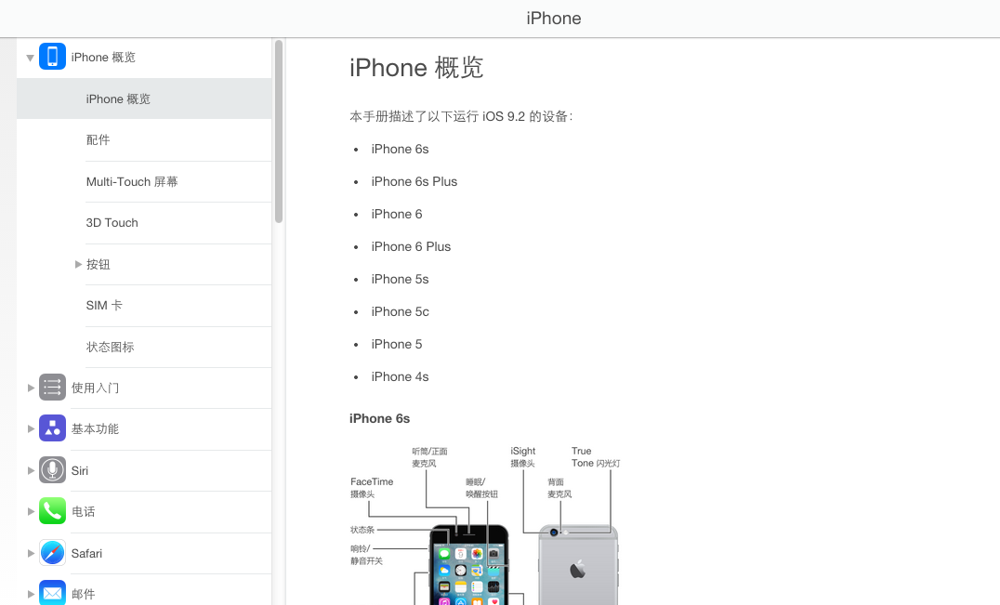 iPhone
iPhone 概览
iPhone 概览
配件
Multi-Touch 屏幕
3D Touch
按钮
SIM 卡
状态图标
使用入门
基本功能
Siri
电话
Safari
邮件
iPhone 概览
本手册描述了以下运行 iOS 9.2 的设备：
• iPhone 6s
• iPhone 6s Plus
• iPhone 6
• iPhone 6 Plus
• iPhone 5s
• iPhone 5c
• iPhone 5
• iPhone 4s
iPhone 6s
听筒/正面
麦克风
iSight
摄像头
True
Tone 闪光灯
FaceTime
摄像头
睡眠/
唤醒按钮
背面
麦克风
状态条
响铃/
静音开关